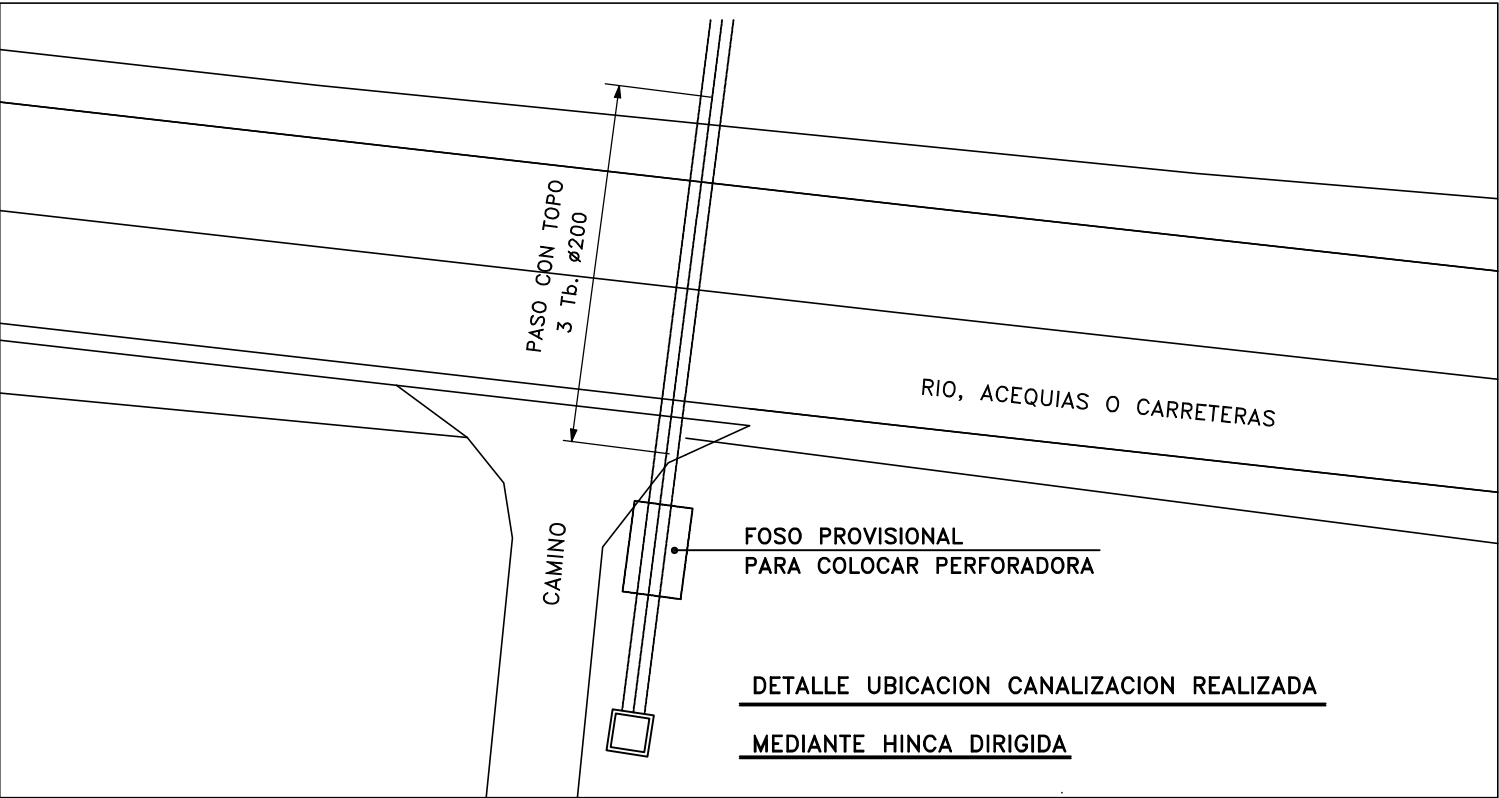 PASO CON TOPO
3 Tb. ø200
RIO, ACEQUIAS O CARRETERAS
CAMINO
FOSO PROVISIONAL
PARA COLOCAR PERFORADORA
DETALLE UBICACION CANALIZACION REALIZADA
MEDIANTE HINCA DIRIGIDA